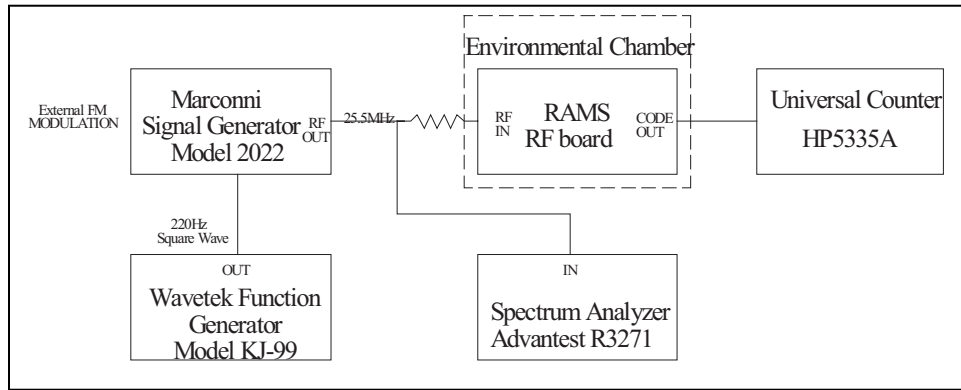 Environmental Chamber
External FM
MODULATION
Marconni
Signal Generator
Model 2022
RF
OUT
25.5MHz
RF
IN
RAMS
RF board
CODE
OUT
Universal Counter
HP5335A
220Hz
Square Wave
OUT
Wavetek Function
Generator
Model KJ-99
IN
Spectrum Analyzer
Advantest R3271